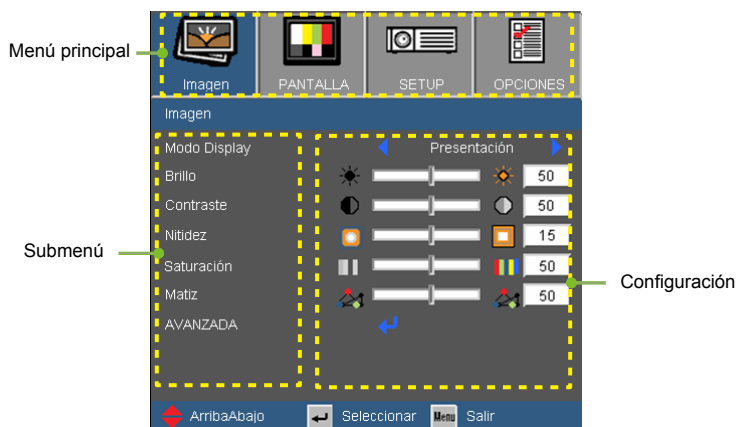 Menú principal
Imagen PANTALLA SETUP OPCIONES
Imagen
Modo Display Presentación
Brillo 50
Contraste 50
Nitidez 15
Submenú
Saturación 50
Configuración
Matiz 50
AVANZADA
ArribaAbajo Seleccionar Menu Salir